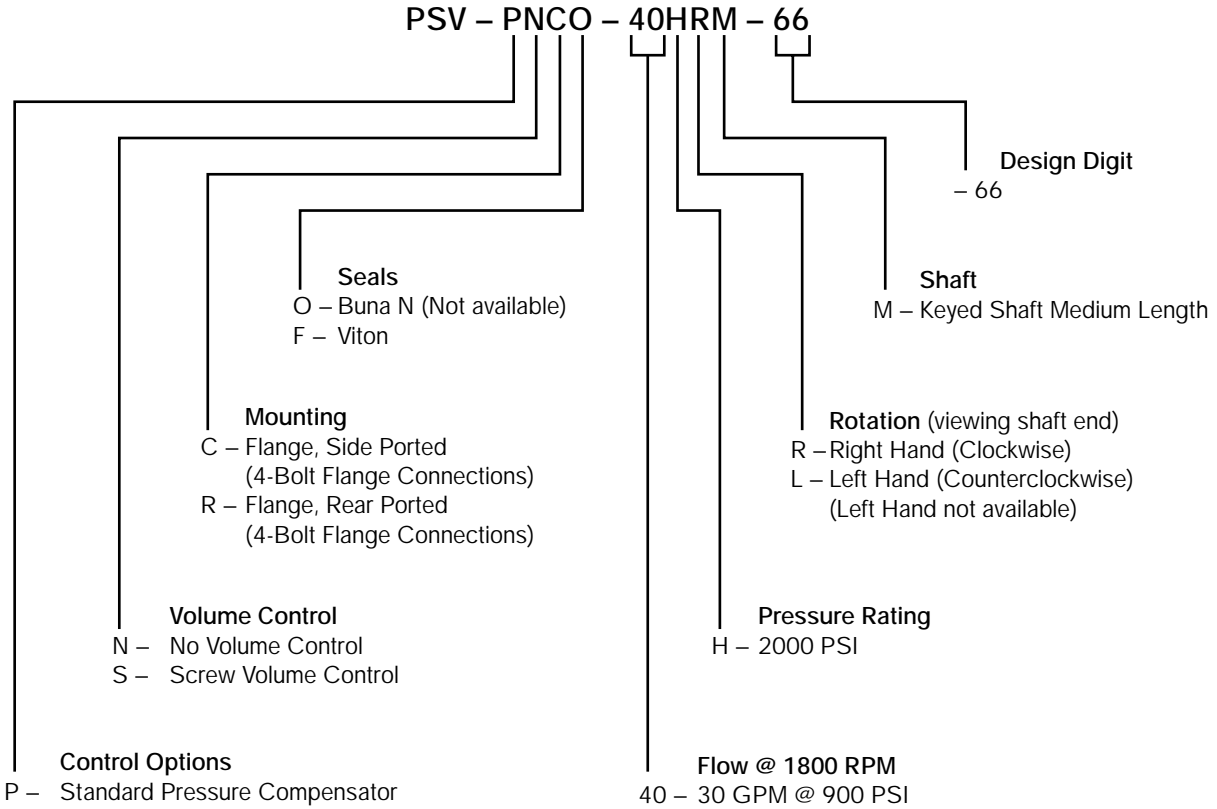 PSV – PNCO – 40HRM – 66
Design Digit
– 66
Seals
O – Buna N (Not available)
F – Viton
Shaft
M – Keyed Shaft Medium Length
Mounting
C – Flange, Side Ported
(4-Bolt Flange Connections)
R – Flange, Rear Ported
(4-Bolt Flange Connections)
Rotation (viewing shaft end)
R – Right Hand (Clockwise)
L – Left Hand (Counterclockwise)
(Left Hand not available)
Volume Control
N – No Volume Control
S – Screw Volume Control
Pressure Rating
H – 2000 PSI
Control Options
P – Standard Pressure Compensator
Flow @ 1800 RPM
40 – 30 GPM @ 900 PSI